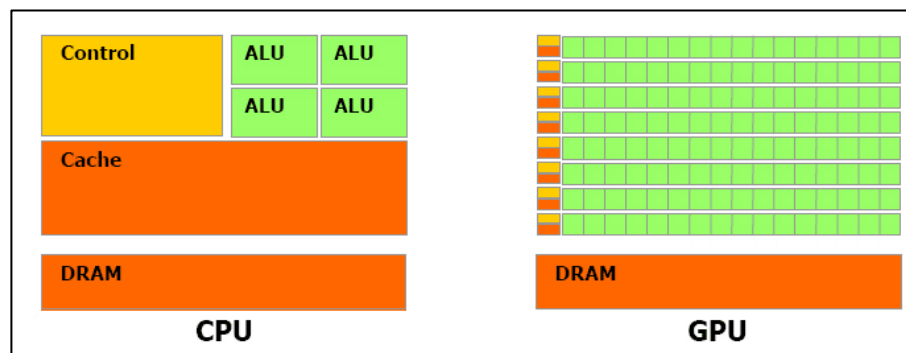 Control
ALU
ALU
ALU
ALU
Cache
DRAM
CPU
DRAM
GPU